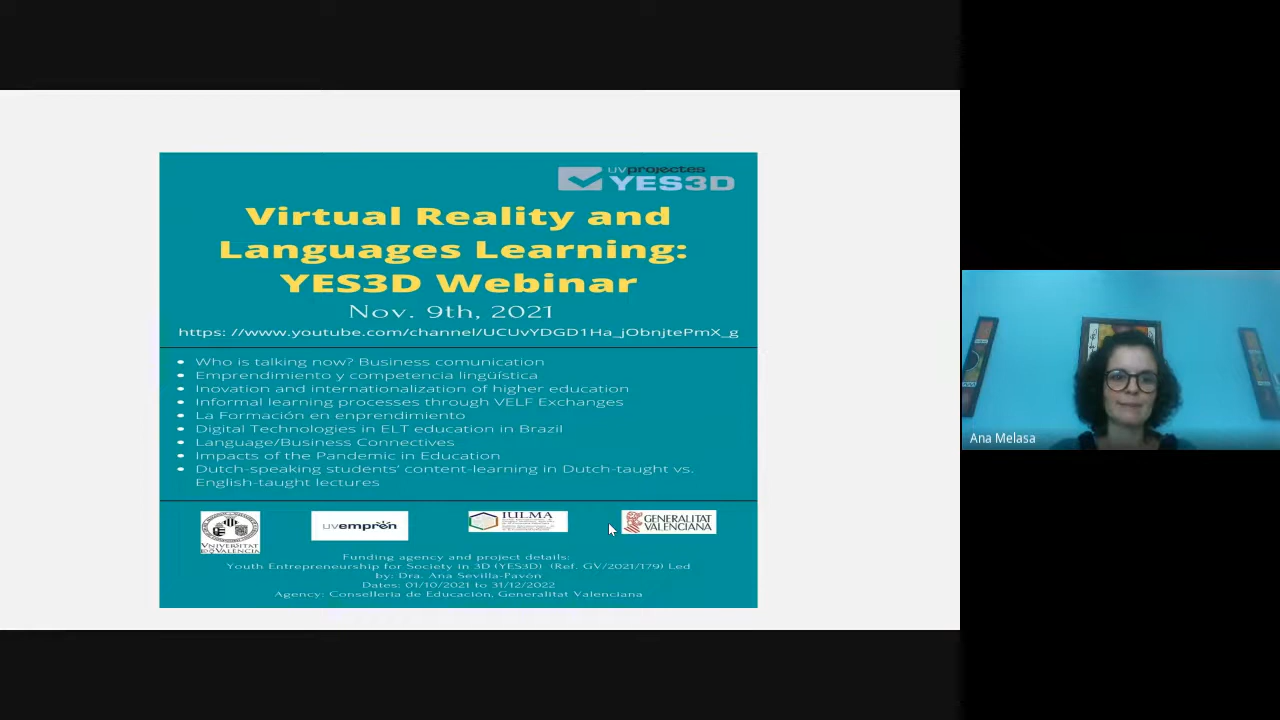 uvprojectes
YES3D
Virtual Reality and
Languages Learning:
YES3D Webinar
Nov. 9th, 2021
https: //www.youtube.com/channel/UCUvYDGD1Ha_jObnjtePmX_g
• Who is talking now? Business comunication
• Emprendimiento y competencia lingüística
• Inovation and internationalization of higher education
• Informal learning processes through VELF Exchanges
• La Formación en enprendimiento
• Digital Technologies in ELT education in Brazil
• Language/Business Connectives
• Impacts of the Pandemic in Education
• Dutch-speaking students' content-learning in Dutch-taught vs.
English-taught lectures
VNIVERSITAT
ID QVALÈNCIA
uvemprén
IULMA
GENERALITAT
VALENCIANA
Funding agency and project details:
Youth Entrepreneurship for Society in 3D (YES3D) (Ref. GV/2021/179) Led
by: Dra. Ana Sevilla-Pavón
Dates: 01/10/2021 to 31/12/2022
Agency: Conselleria de Educación, Generalitat Valenciana
Ana Melasa